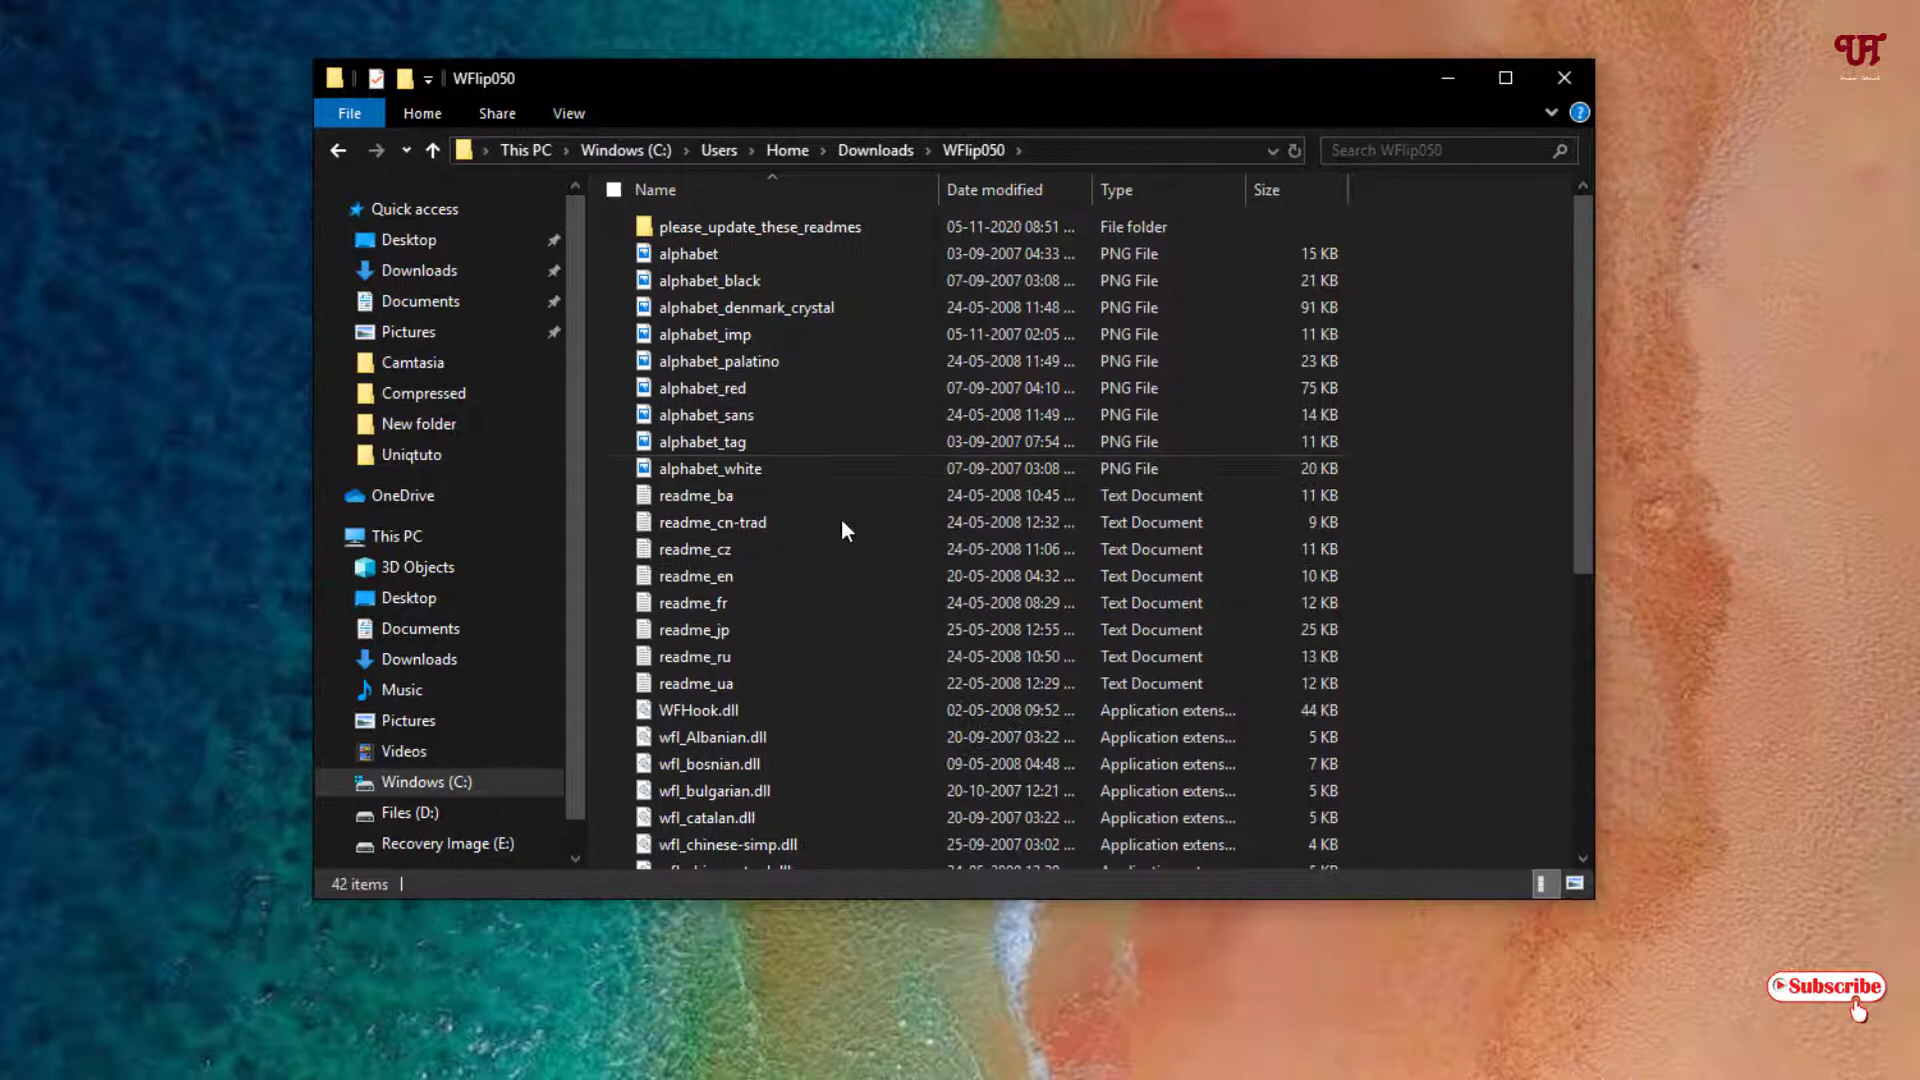 WFlip050
File Home Share View
This PC Windows (C:) Users Home Downloads WFlip050 Search WFlip050
Name Date modified Type Size
Quick access
Desktop
Downloads
Documents
Pictures
Camtasia
Compressed
New folder
Uniqtuto
OneDrive
This PC
3D Objects
Desktop
Documents
Downloads
Music
Pictures
Videos
Windows (C:)
Files (D:)
Recovery Image (E:)
please_update_these_readmes 05-11-2020 08:51 ... File folder
alphabet 03-09-2007 04:33 ... PNG File 15 KB
alphabet_black 07-09-2007 03:08 ... PNG File 21 KB
alphabet_denmark_crystal 24-05-2008 11:48 ... PNG File 91 KB
alphabet_imp 05-11-2007 02:05 ... PNG File 11 KB
alphabet_palatino 24-05-2008 11:49 ... PNG File 23 KB
alphabet_red 07-09-2007 04:10 ... PNG File 75 KB
alphabet_sans 24-05-2008 11:49 ... PNG File 14 KB
alphabet_tag 03-09-2007 07:54 ... PNG File 11 KB
alphabet_white 07-09-2007 03:08 ... PNG File 20 KB
readme_ba 24-05-2008 10:45 ... Text Document 11 KB
readme_cn-trad 24-05-2008 12:32 ... Text Document 9 KB
readme_cz 24-05-2008 11:06 ... Text Document 11 KB
readme_en 20-05-2008 04:32 ... Text Document 10 KB
readme_fr 24-05-2008 08:29 ... Text Document 12 KB
readme_jp 25-05-2008 12:55 ... Text Document 25 KB
readme_ru 24-05-2008 10:50 ... Text Document 13 KB
readme_ua 22-05-2008 12:29 ... Text Document 12 KB
WFHook.dll 02-05-2008 09:52 ... Application extens... 44 KB
wfl_Albanian.dll 20-09-2007 03:22 ... Application extens... 5 KB
wfl_bosnian.dll 09-05-2008 04:48 ... Application extens... 7 KB
wfl_bulgarian.dll 20-10-2007 12:21 ... Application extens... 5 KB
wfl_catalan.dll 20-09-2007 03:22 ... Application extens... 5 KB
wfl_chinese-simp.dll 25-09-2007 03:02 ... Application extens... 4 KB
42 items
Subscribe